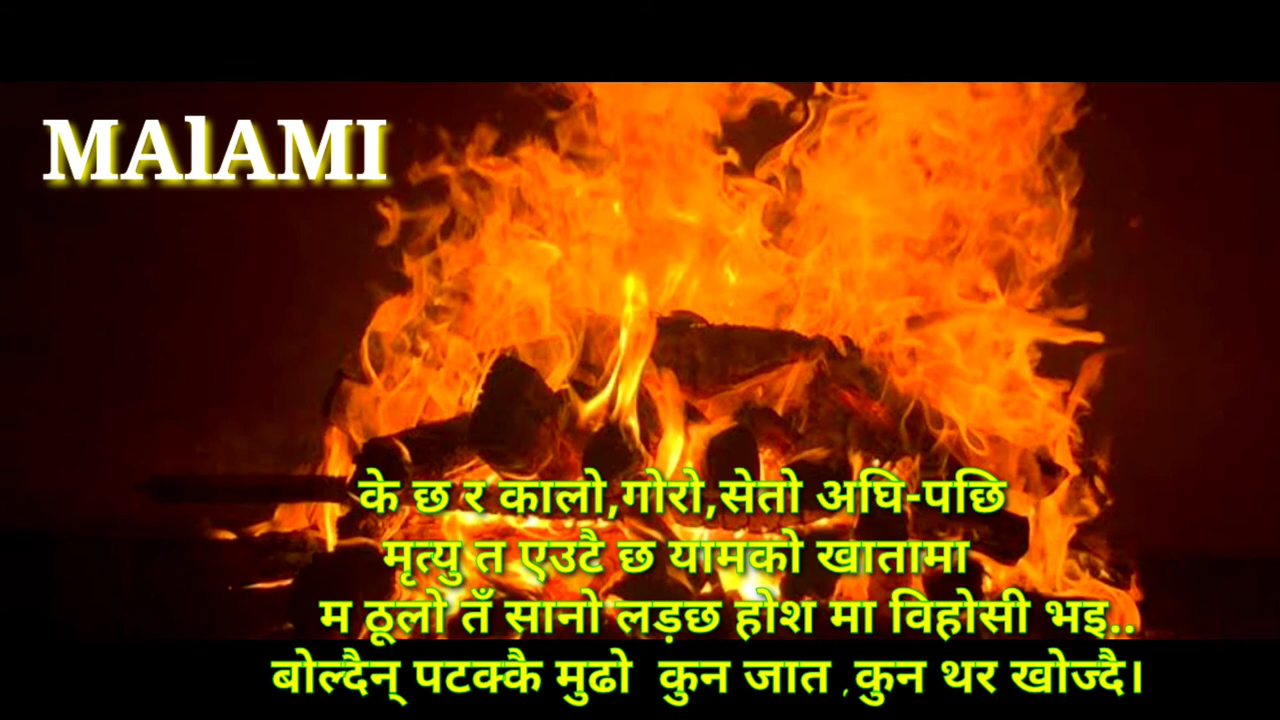 MAlAMI
के छ र कालो,गोरो,सेतो अघि-पछि
मृत्यु त एउटै छ यामको खातामा
म ठूलो तँ सानो लड़छ होश मा विहोसी भइ..
बोल्दैन् पटक्कै मुढो कुन जात ,कुन थर खोज्दै।